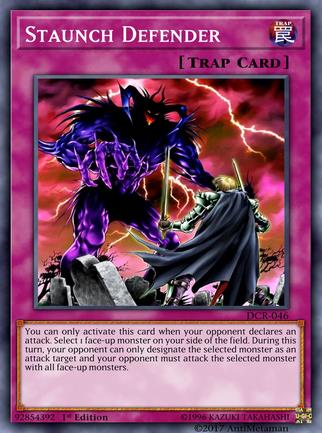 Staunch Defender
TRAP
罠
[TRAP CARD]
DCR-046
You can only activate this card when your opponent declares an
attack. Select 1 face-up monster on your side of the field. During this
turn, your opponent can only designate the selected monster as an
attack target and your opponent must attack the selected monster
with all face-up monsters.
92854392 1st Edition ©1996 KAZUKI TAKAHASHI
©2017 AntiMetaman